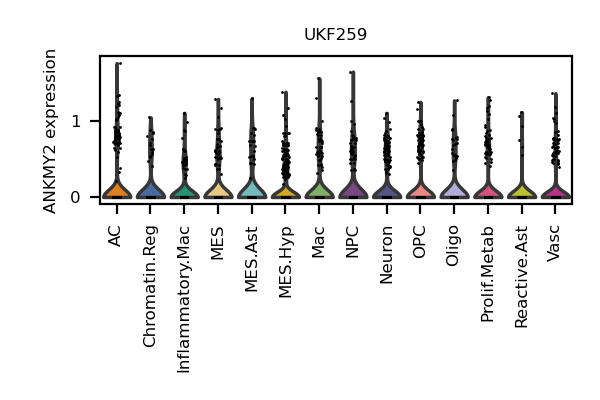 UKF259
ANKMY2 expression
1
0
AC
Chromatin.Reg
Inflammatory.Mac
MES
MES.Ast
MES.Hyp
Mac
NPC
Neuron
OPC
Oligo
Prolif.Metab
Reactive.Ast
Vasc